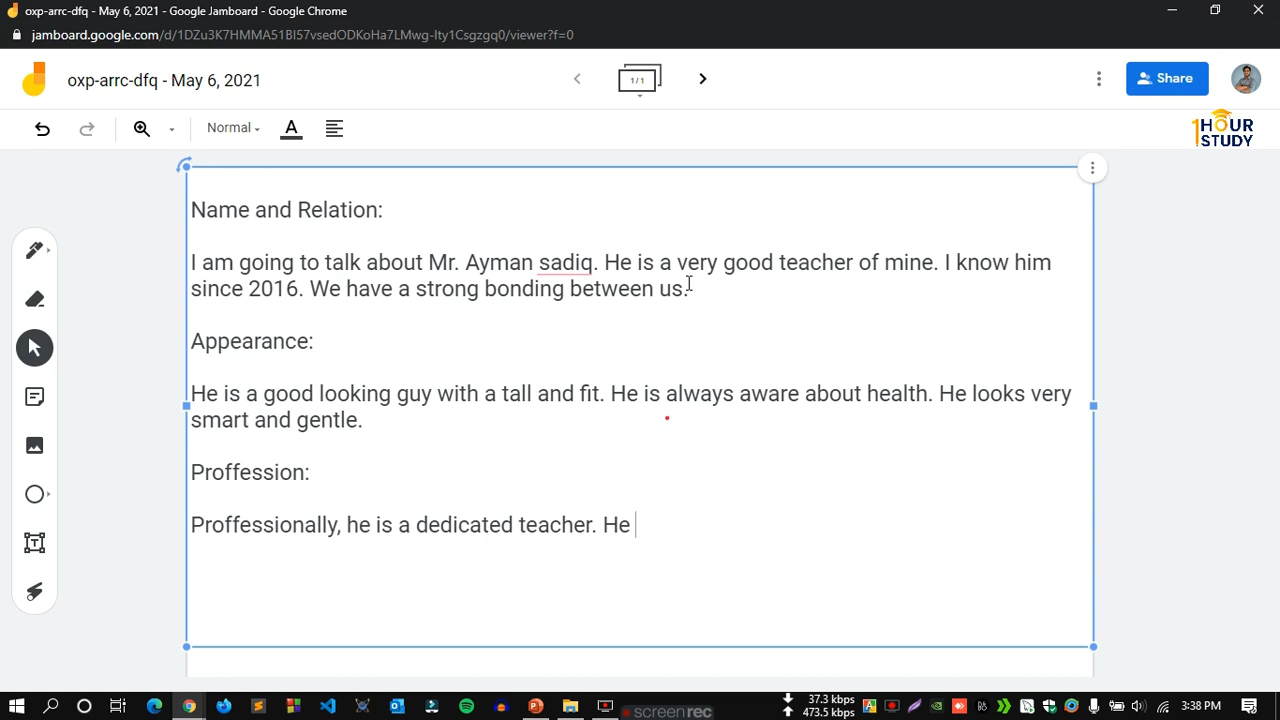 oxp-arrc-dfq - May 6, 2021 - Google Jamboard - Google Chrome
jamboard.google.com/d/1DZu3K7HMMA51BI57vsedODKoHa7LMwg-Ity1Csgzgq0/viewer?f=0
oxp-arrc-dfq - May 6, 2021
1/1
Share
Normal
A
1HOUR
STUDY
Name and Relation:
I am going to talk about Mr. Ayman sadiq. He is a very good teacher of mine. I know him
since 2016. We have a strong bonding between us.
Appearance:
He is a good looking guy with a tall and fit. He is always aware about health. He looks very
smart and gentle.
Proffession:
Proffessionally, he is a dedicated teacher. He
37.3 kbps
473.5 kbps
3:38 PM
screenrec